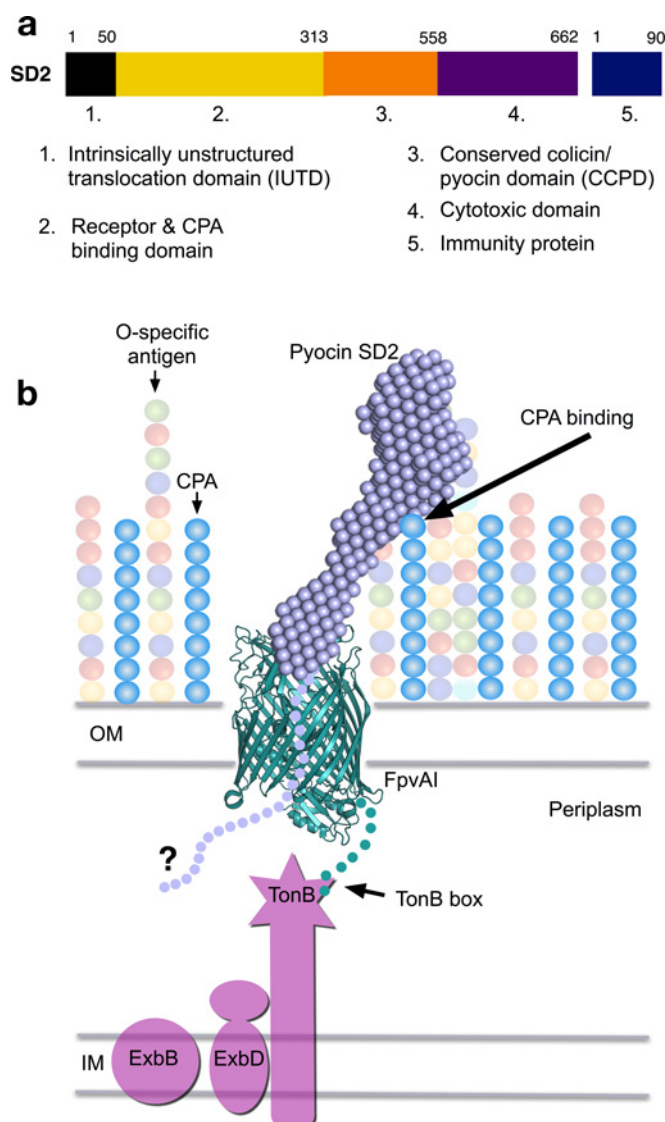 a
1 50 313 558 662 1 90
SD2
1. 2. 3. 4. 5.
1. Intrinsically unstructured
translocation domain (IUTD)
2. Receptor & CPA
binding domain
3. Conserved colicin/
pyocin domain (CCPD)
4. Cytotoxic domain
5. Immunity protein
b
O-specific
antigen
Pyocin SD2
CPA binding
CPA
OM
FpvAI
Periplasm
?
TonB
TonB box
IM
ExbB
ExbD